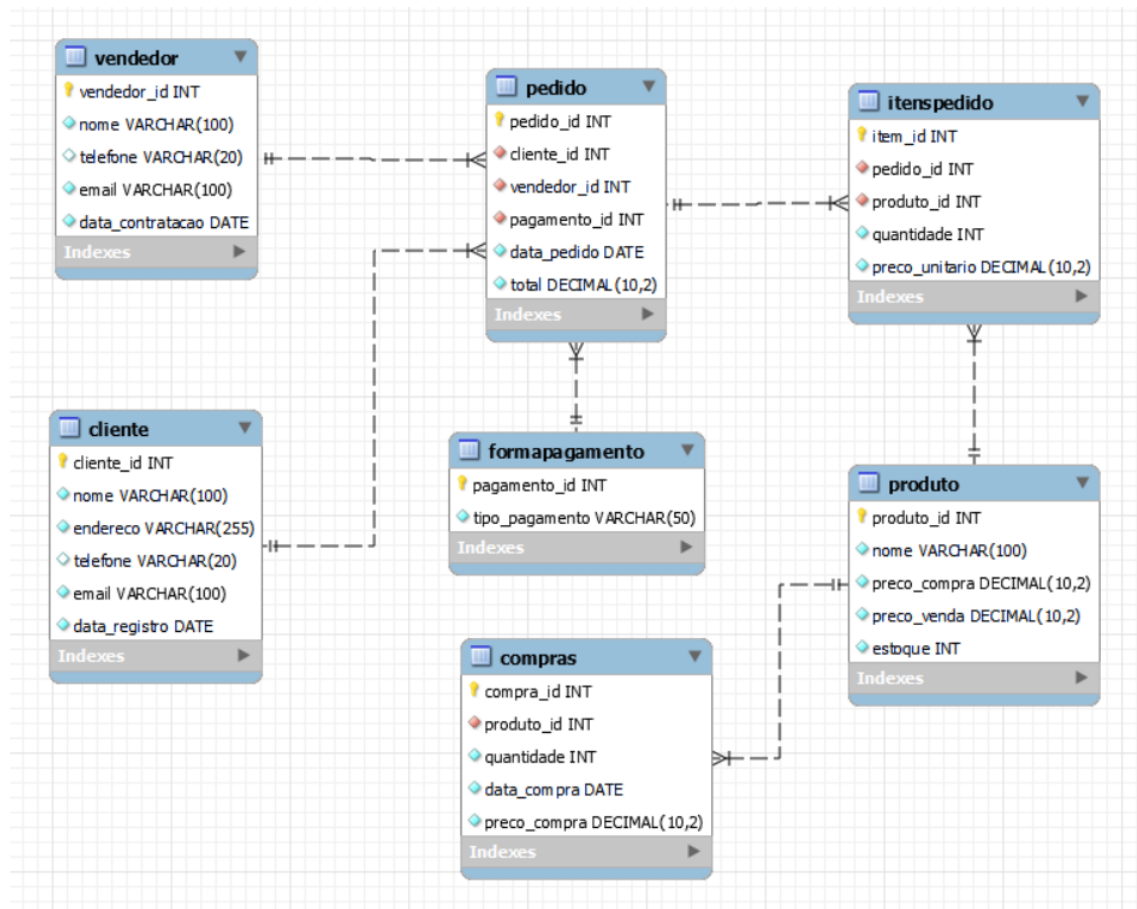 vendedor
vendedor_id INT
nome VARCHAR(100)
telefone VARCHAR(20)
email VARCHAR(100)
data_contratacao DATE
Indexes
pedido
pedido_id INT
cliente_id INT
vendedor_id INT
pagamento_id INT
data_pedido DATE
total DECIMAL(10,2)
Indexes
itenspedido
item_id INT
pedido_id INT
produto_id INT
quantidade INT
preco_unitario DECIMAL(10,2)
Indexes
cliente
cliente_id INT
nome VARCHAR(100)
endereco VARCHAR(255)
telefone VARCHAR(20)
email VARCHAR(100)
data_registro DATE
Indexes
formapagamento
pagamento_id INT
tipo_pagamento VARCHAR(50)
Indexes
produto
produto_id INT
nome VARCHAR(100)
preco_compra DECIMAL(10,2)
preco_venda DECIMAL(10,2)
estoque INT
Indexes
compras
compra_id INT
produto_id INT
quantidade INT
data_compra DATE
preco_compra DECIMAL(10,2)
Indexes